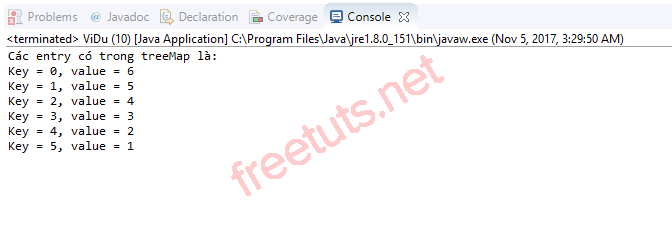 Problems @ Javadoc Declaration Coverage Console
<terminated> ViDu (10) [Java Application] C:\Program Files\Java\jre1.8.0_151\bin\javaw.exe (Nov 5, 2017, 3:29:50 AM)
Các entry có trong treeMap là:
Key = 0, value = 6
Key = 1, value = 5
Key = 2, value = 4
Key = 3, value = 3
Key = 4, value = 2
Key = 5, value = 1
freetuts.net